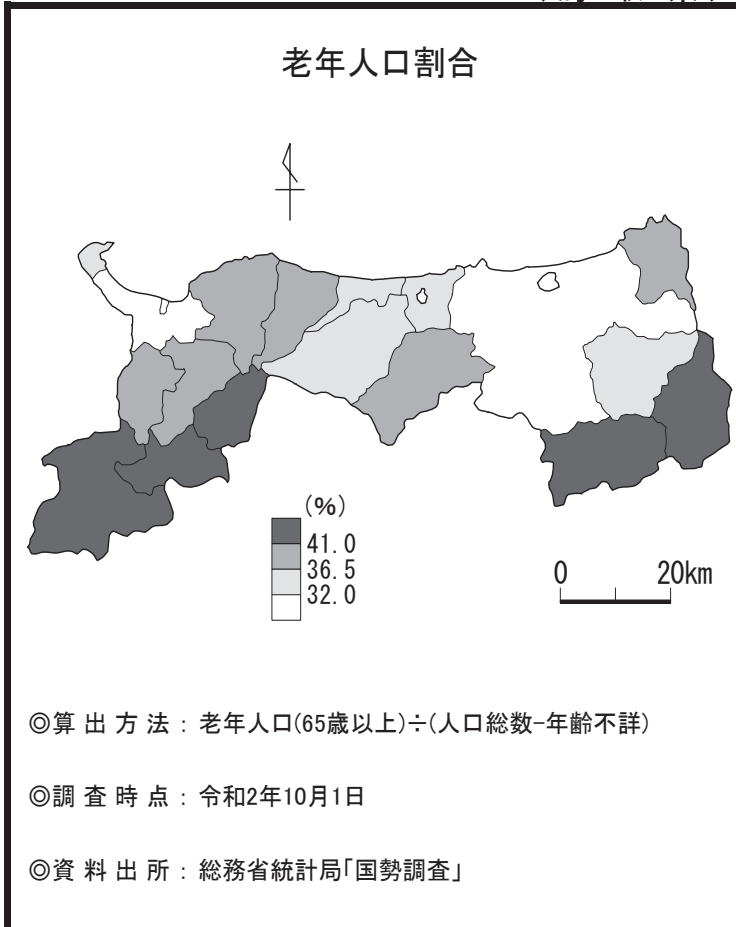 老年人口割合
(%)
41.0
36.5
32.0
0 20km
◎算出方法：老年人口(65歳以上)÷(人口総数-年齢不詳)
◎調査時点：令和2年10月1日
◎資料出所：総務省統計局「国勢調査」